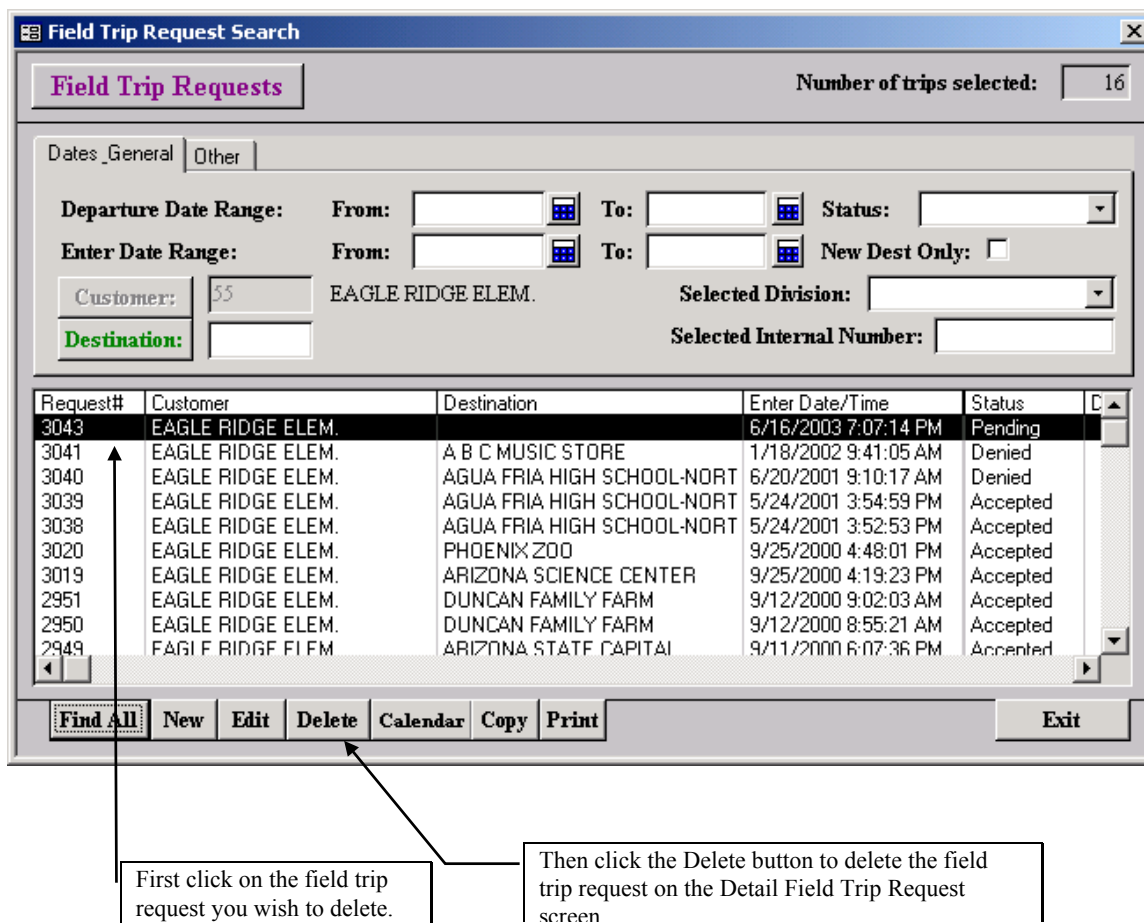 Field Trip Request Search
Field Trip Requests
Number of trips selected: 16
Dates_General Other
Departure Date Range: From: To: Status:
Enter Date Range: From: To: New Dest Only:
Customer: 55 EAGLE RIDGE ELEM. Selected Division:
Destination: Selected Internal Number:
Request# Customer Destination Enter Date/Time Status
3043 EAGLE RIDGE ELEM. 6/16/2003 7:07:14 PM Pending
3041 EAGLE RIDGE ELEM. A B C MUSIC STORE 1/18/2002 9:41:05 AM Denied
3040 EAGLE RIDGE ELEM. AGUA FRIA HIGH SCHOOL-NORT 6/20/2001 9:10:17 AM Denied
3039 EAGLE RIDGE ELEM. AGUA FRIA HIGH SCHOOL-NORT 5/24/2001 3:54:59 PM Accepted
3038 EAGLE RIDGE ELEM. AGUA FRIA HIGH SCHOOL-NORT 5/24/2001 3:52:53 PM Accepted
3020 EAGLE RIDGE ELEM. PHOENIX ZOO 9/25/2000 4:48:01 PM Accepted
3019 EAGLE RIDGE ELEM. ARIZONA SCIENCE CENTER 9/25/2000 4:19:23 PM Accepted
2951 EAGLE RIDGE ELEM. DUNCAN FAMILY FARM 9/12/2000 9:02:03 AM Accepted
2950 EAGLE RIDGE ELEM. DUNCAN FAMILY FARM 9/12/2000 8:55:21 AM Accepted
2949 EAGLE RIDGE ELEM. ARIZONA STATE CAPITAL 9/11/2000 6:07:36 PM Accepted
Find All New Edit Delete Calendar Copy Print Exit
First click on the field trip
request you wish to delete.
Then click the Delete button to delete the field
trip request on the Detail Field Trip Request
screen